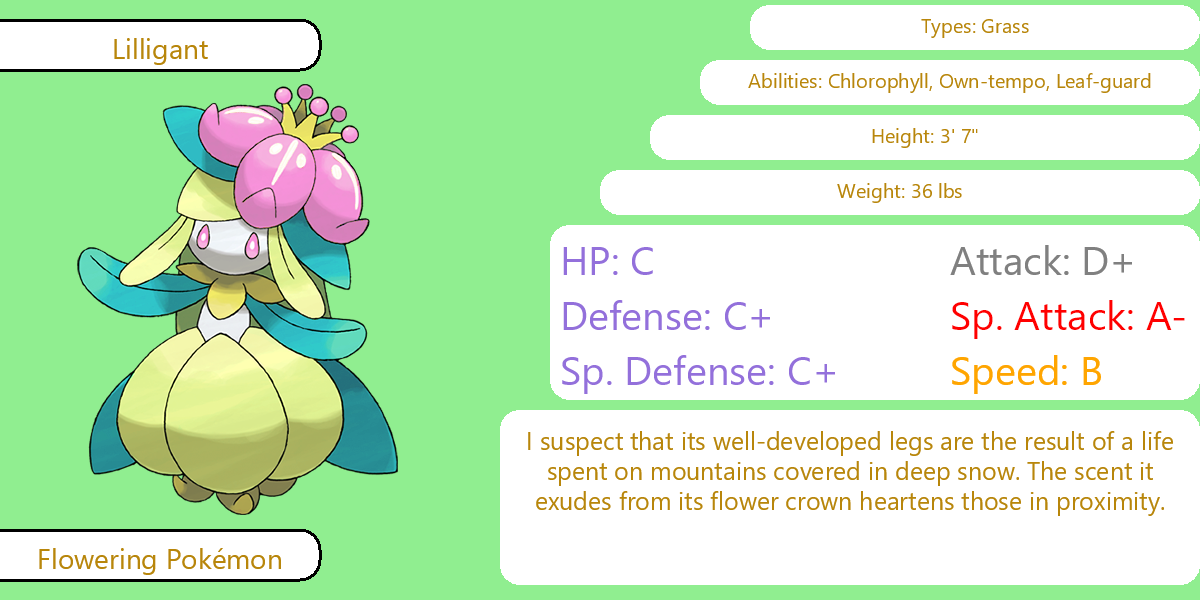 Lilligant
Types: Grass
Abilities: Chlorophyll, Own-tempo, Leaf-guard
Height: 3' 7"
Weight: 36 lbs
HP: C
Attack: D+
Defense: C+
Sp. Attack: A-
Sp. Defense: C+
Speed: B
I suspect that its well-developed legs are the result of a life
spent on mountains covered in deep snow. The scent it
exudes from its flower crown heartens those in proximity.
Flowering Pokémon